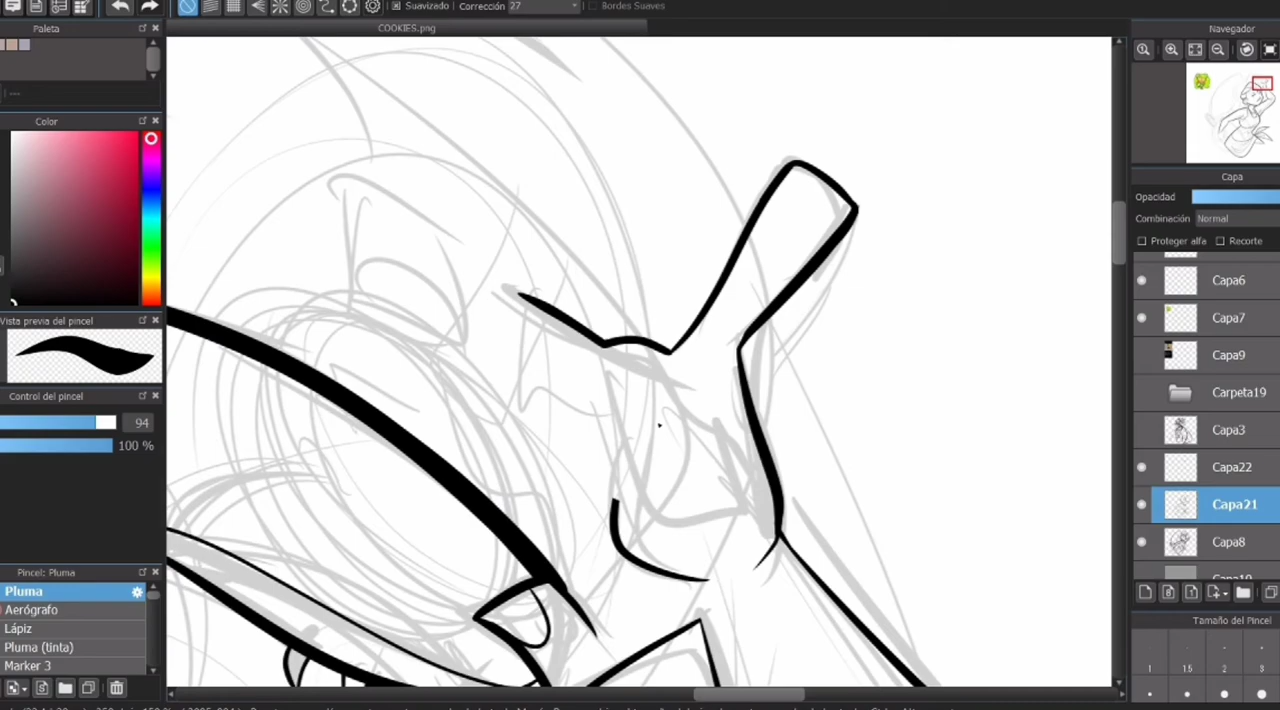 Suavizado Corrección 27 Bordes Suaves
COOKIES.png
Paleta
---
Color
Vista previa del pincel
Control del pincel
94
100 %
Pincel: Pluma
Pluma
Aerógrafo
Lápiz
Pluma (tinta)
Marker 3
Navegador
Capa
Opacidad
Combinación Normal
Proteger alfa Recorte
Capa6
Capa7
Capa9
Carpeta19
Capa3
Capa22
Capa21
Capa8
Tamaño del Pincel
1 1.5 2 3